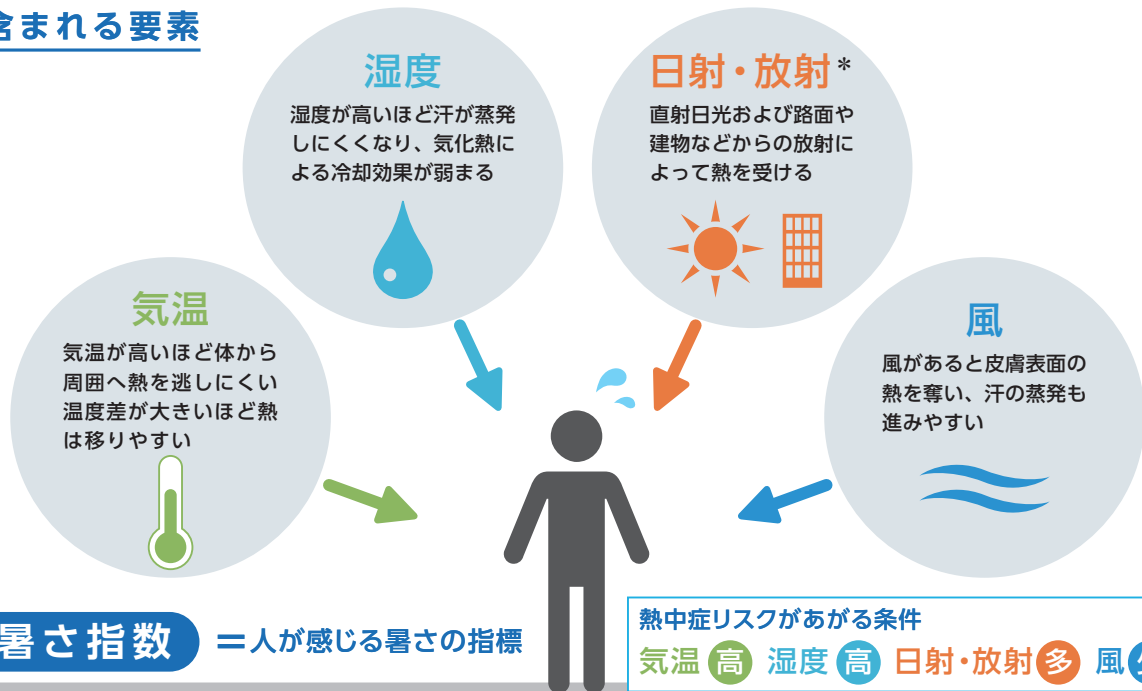 含まれる要素
湿度
湿度が高いほど汗が蒸発
しにくくなり、気化熱に
よる冷却効果が弱まる
日射・放射*
直射日光および路面や
建物などからの放射に
よって熱を受ける
気温
気温が高いほど体から
周囲へ熱を逃しにくい
温度差が大きいほど熱
は移りやすい
風
風があると皮膚表面の
熱を奪い、汗の蒸発も
進みやすい
暑さ指数 =人が感じる暑さの指標
熱中症リスクがあがる条件
気温 高 湿度 高 日射・放射 多 風